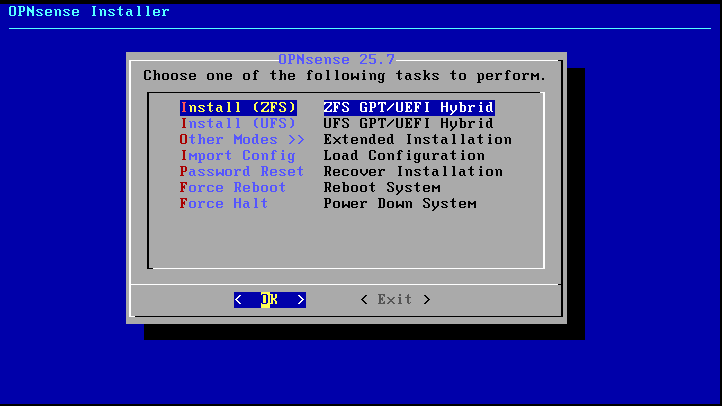 OPNsense Installer
OPNsense 25.7
Choose one of the following tasks to perform.
Install (ZFS) ZFS GPT/UEFI Hybrid
Install (UFS) UFS GPT/UEFI Hybrid
Other Modes >> Extended Installation
Import Config Load Configuration
Password Reset Recover Installation
Force Reboot Reboot System
Force Halt Power Down System
< OK > < Exit >